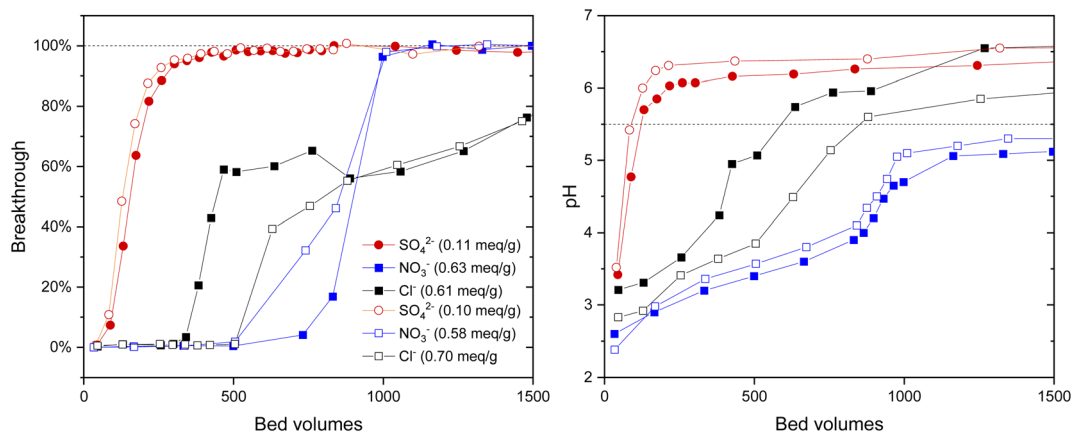 100%
80%
60%
40%
20%
0%
Breakthrough
SO₄²⁻ (0.11 meq/g)
NO₃⁻ (0.63 meq/g)
Cl⁻ (0.61 meq/g)
SO₄²⁻ (0.10 meq/g)
NO₃⁻ (0.58 meq/g)
Cl⁻ (0.70 meq/g
0 500 1000 1500
Bed volumes
7
6
5
4
3
2
pH
0 500 1000 1500
Bed volumes